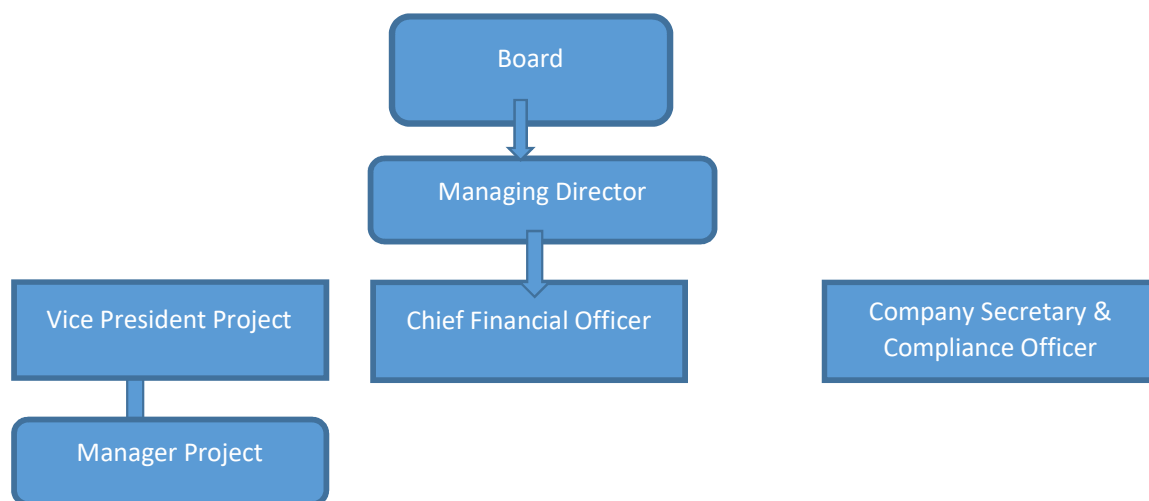 Board
Managing Director
Vice President Project
Chief Financial Officer
Company Secretary &
Compliance Officer
Manager Project